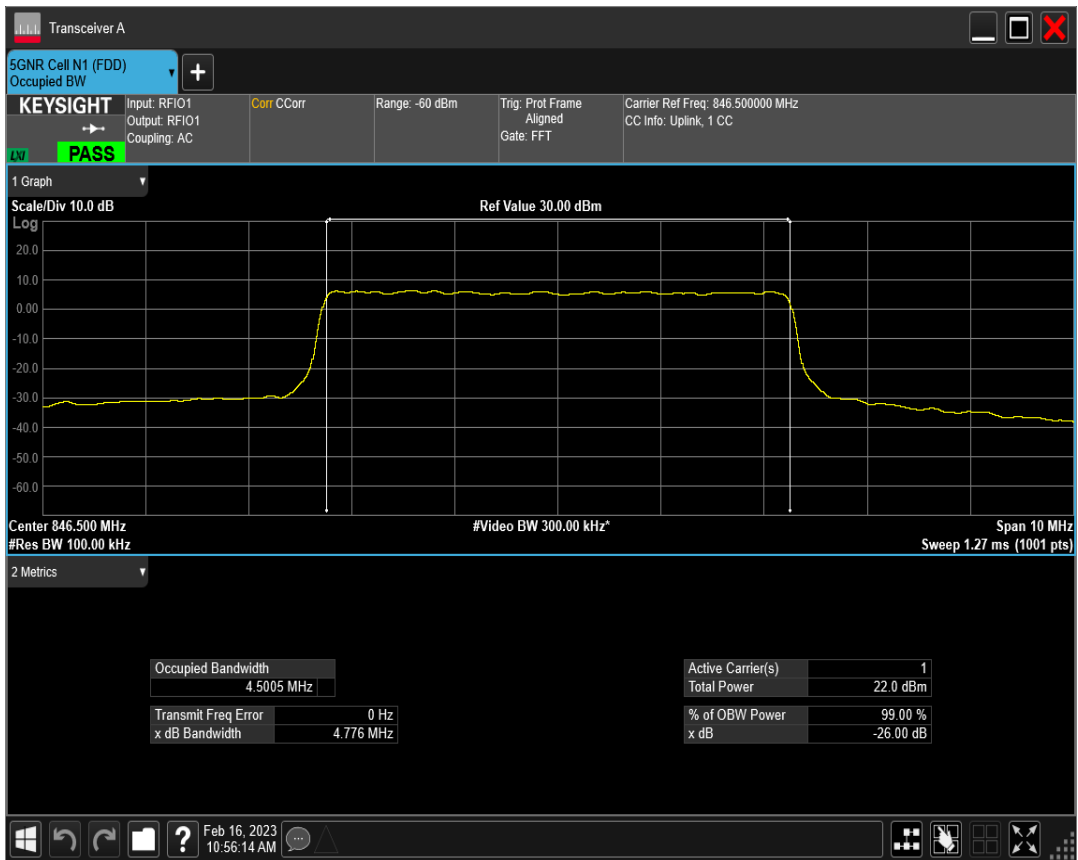 Transceiver A
5GNR Cell N1 (FDD)
Occupied BW
+
KEYSIGHT
LXI
PASS
Input: RFIO1
Output: RFIO1
Coupling: AC
Corr CCorr
Range: -60 dBm
Trig: Prot Frame
Aligned
Gate: FFT
Carrier Ref Freq: 846.500000 MHz
CC Info: Uplink, 1 CC
1 Graph
Scale/Div 10.0 dB
Ref Value 30.00 dBm
Log
20.0
10.0
0.00
-10.0
-20.0
-30.0
-40.0
-50.0
-60.0
Center 846.500 MHz
#Video BW 300.00 kHz*
Span 10 MHz
#Res BW 100.00 kHz
Sweep 1.27 ms (1001 pts)
2 Metrics
Occupied Bandwidth
4.5005 MHz
Transmit Freq Error 0 Hz
x dB Bandwidth 4.776 MHz
Active Carrier(s) 1
Total Power 22.0 dBm
% of OBW Power 99.00 %
x dB -26.00 dB
?
Feb 16, 2023
10:56:14 AM